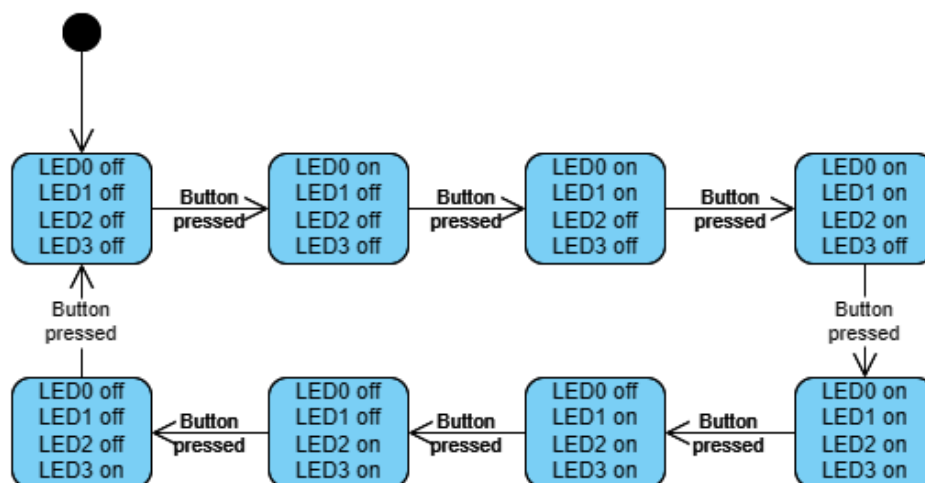 LED0 off
LED1 off
LED2 off
LED3 off
Button
pressed
LED0 on
LED1 off
LED2 off
LED3 off
Button
pressed
LED0 on
LED1 on
LED2 off
LED3 off
Button
pressed
LED0 on
LED1 on
LED2 on
LED3 off
Button
pressed
LED0 on
LED1 on
LED2 on
LED3 on
Button
pressed
LED0 off
LED1 on
LED2 on
LED3 on
Button
pressed
LED0 off
LED1 off
LED2 on
LED3 on
Button
pressed
LED0 off
LED1 off
LED2 off
LED3 on
Button
pressed